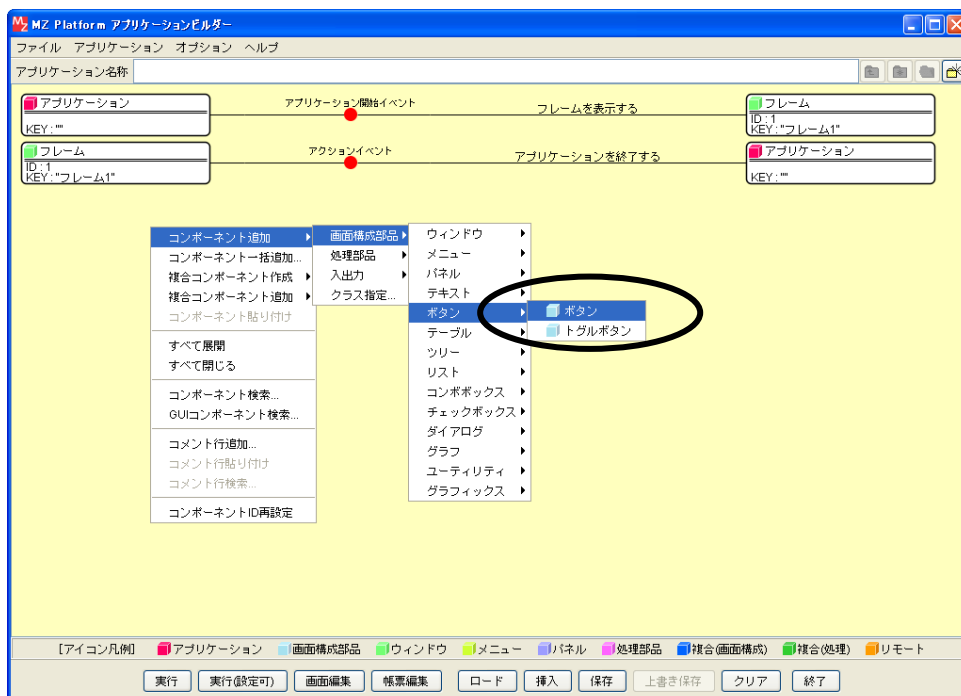 MZ Platform アプリケーションビルダー
ファイル アプリケーション オプション ヘルプ
アプリケーション名称
アプリケーション
KEY : ""
アプリケーション開始イベント
フレームを表示する
フレーム
ID : 1
KEY : "フレーム1"
フレーム
ID : 1
KEY : "フレーム1"
アクションイベント
アプリケーションを終了する
アプリケーション
KEY : ""
コンポーネント追加
コンポーネント一括追加...
複合コンポーネント作成
複合コンポーネント追加
コンポーネント貼り付け
すべて展開
すべて閉じる
コンポーネント検索...
GUIコンポーネント検索...
コメント行追加...
コメント行貼り付け
コメント行検索...
コンポーネントID再設定
画面構成部品
処理部品
入出力
クラス指定...
ウィンドウ
メニュー
パネル
テキスト
ボタン
テーブル
ツリー
リスト
コンボボックス
チェックボックス
ダイアログ
グラフ
ユーティリティ
グラフィックス
ボタン
トグルボタン
[アイコン凡例] アプリケーション 画面構成部品 ウィンドウ メニュー パネル 処理部品 複合(画面構成) 複合(処理) リモート
実行 実行(設定可) 画面編集 帳票編集 ロード 挿入 保存 上書き保存 クリア 終了